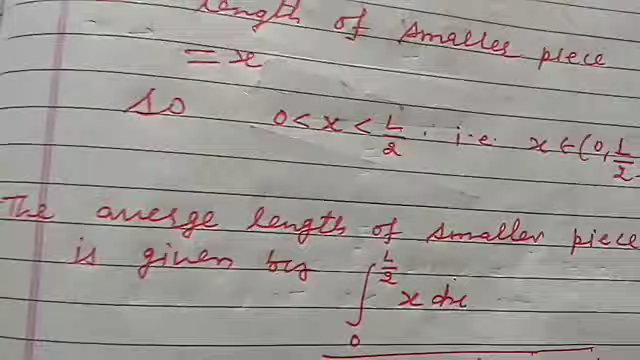 length of smaller piece
= x
so 0 < x < L/2 . i.e. x ∈ (0, L/2
The averge length of smaller piece
is given by ∫₀^{L/2} x dx